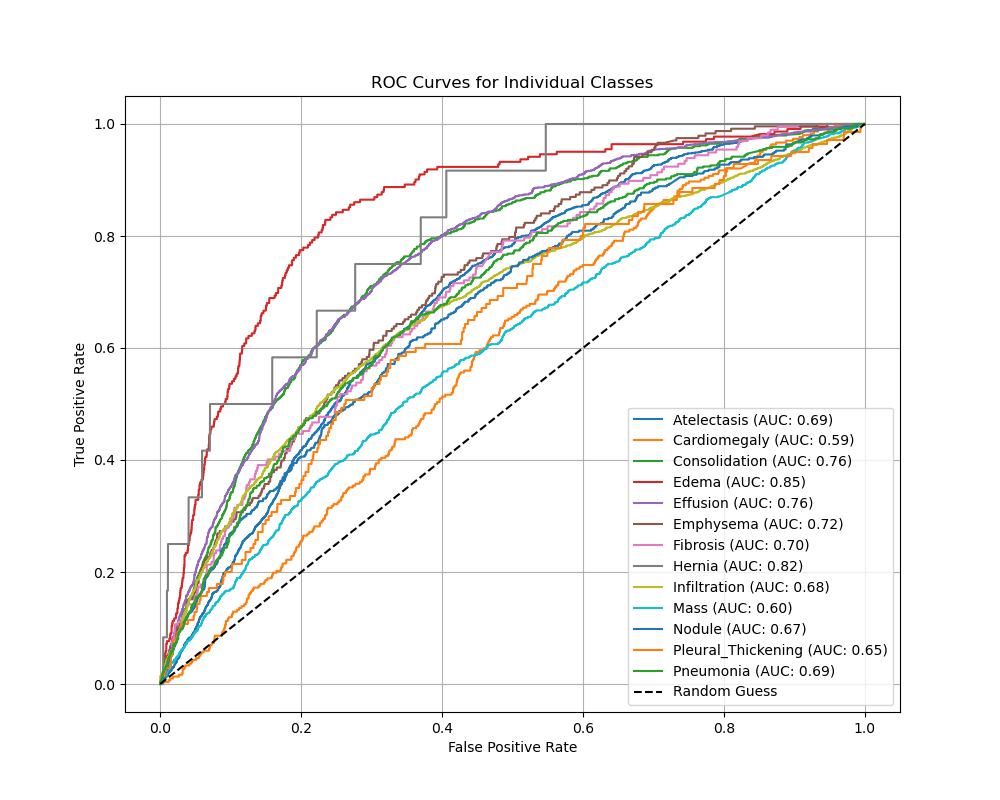 ROC Curves for Individual Classes
True Positive Rate
1.0
0.8
0.6
0.4
0.2
0.0
Atelectasis (AUC: 0.69)
Cardiomegaly (AUC: 0.59)
Consolidation (AUC: 0.76)
Edema (AUC: 0.85)
Effusion (AUC: 0.76)
Emphysema (AUC: 0.72)
Fibrosis (AUC: 0.70)
Hernia (AUC: 0.82)
Infiltration (AUC: 0.68)
Mass (AUC: 0.60)
Nodule (AUC: 0.67)
Pleural_Thickening (AUC: 0.65)
Pneumonia (AUC: 0.69)
Random Guess
0.0 0.2 0.4 0.6 0.8 1.0
False Positive Rate